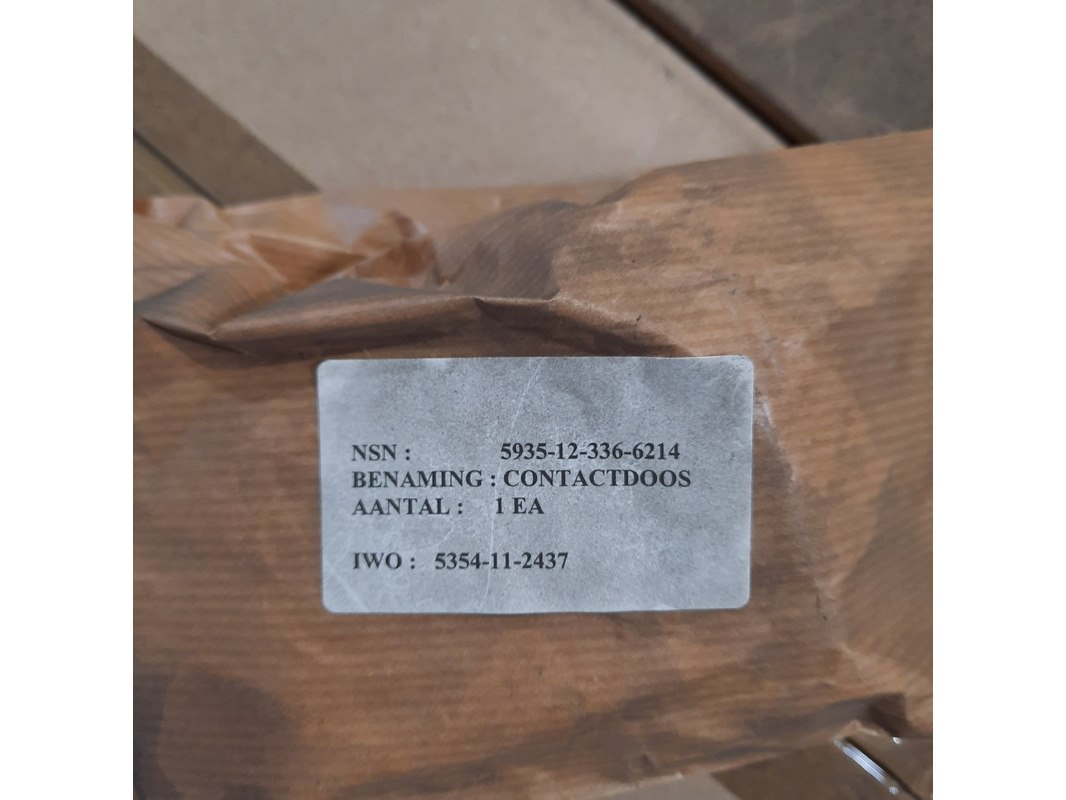 NSN : 5935-12-336-6214
BENAMING : CONTACTDOOS
AANTAL : 1 EA
IWO : 5354-11-2437